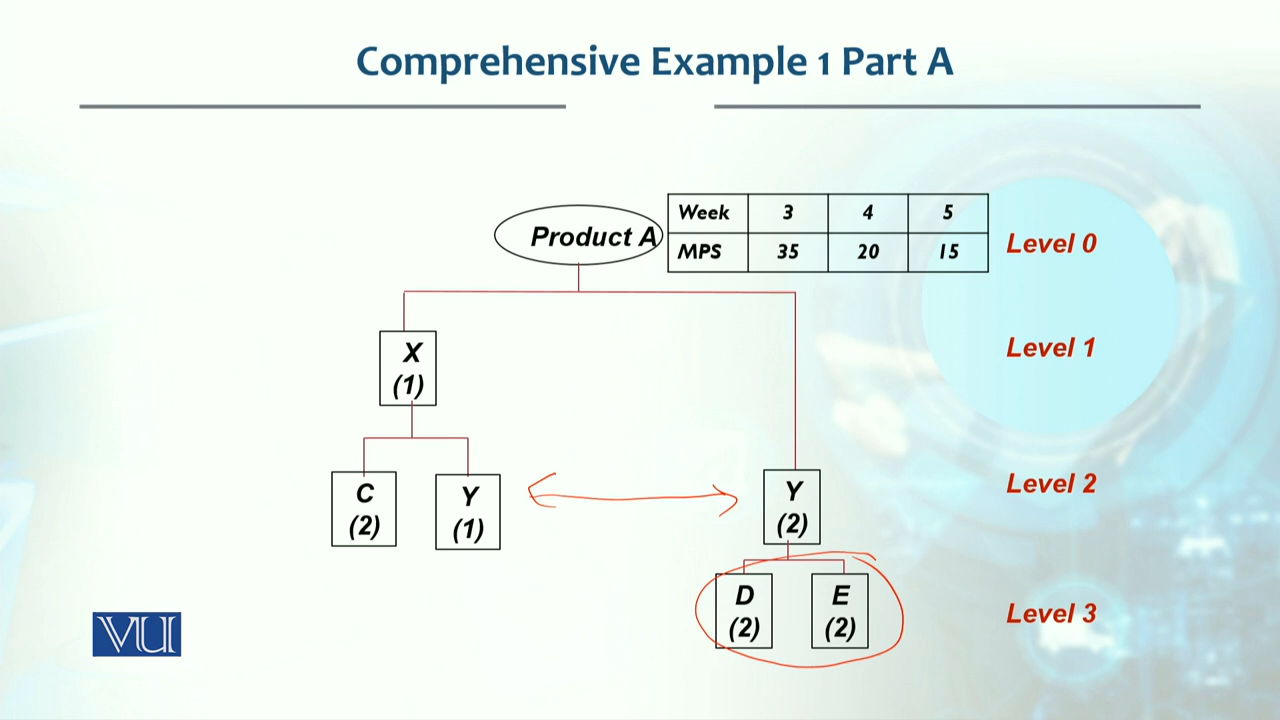 Comprehensive Example 1 Part A
Product A
Week 3 4 5
MPS 35 20 15
Level 0
X
(1)
Level 1
C
(2)
Y
(1)
Y
(2)
Level 2
D
(2)
E
(2)
Level 3
VU